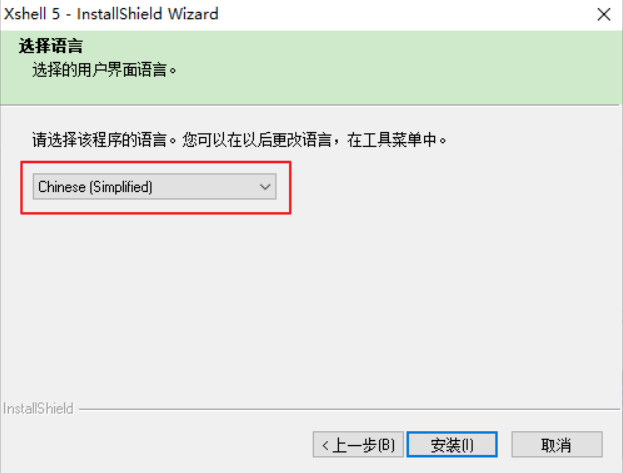 Xshell 5 - InstallShield Wizard
选择语言
选择的用户界面语言。
请选择该程序的语言。您可以在以后更改语言，在工具菜单中。
Chinese (Simplified)
InstallShield
< 上一步(B)
安装(I)
取消